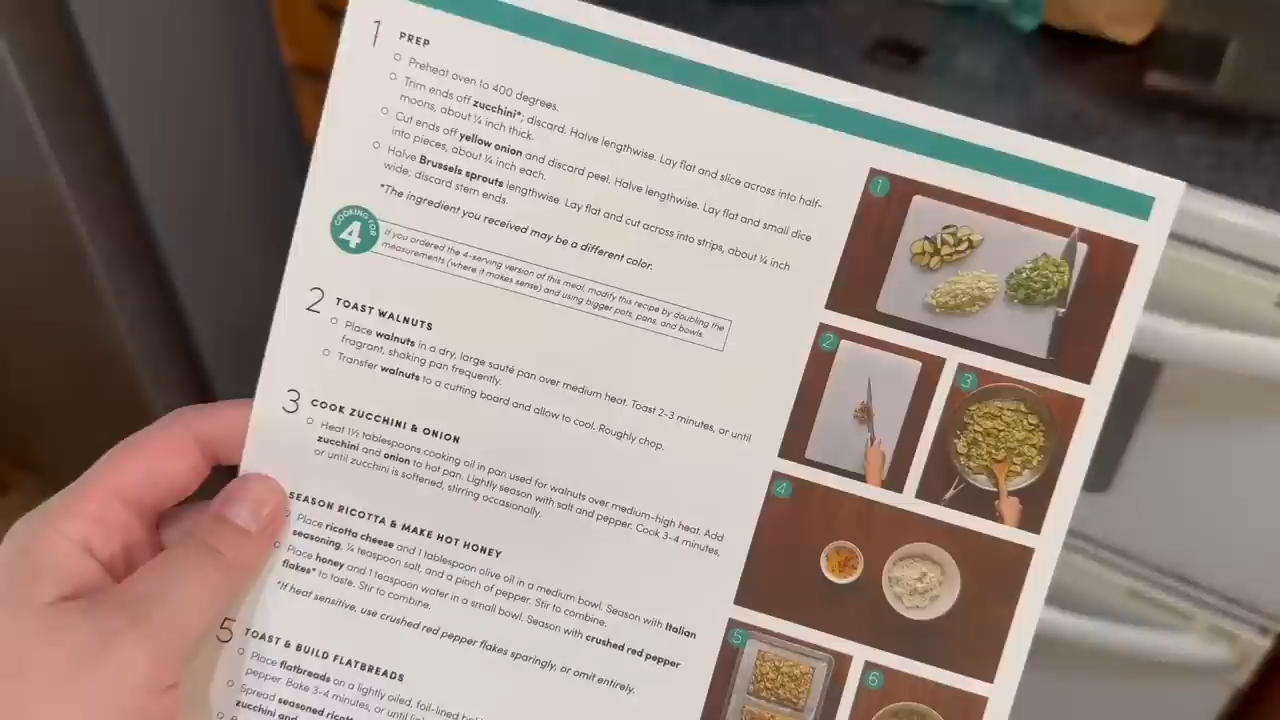 1 PREP
Preheat oven to 400 degrees.
Trim ends off zucchini*; discard. Halve lengthwise. Lay flat and slice across into half-
moons, about ¼ inch thick.
Cut ends off yellow onion and discard peel. Halve lengthwise. Lay flat and small dice
into pieces, about ¼ inch each.
Halve Brussels sprouts lengthwise. Lay flat and cut across into strips, about ¼ inch
wide; discard stem ends.
*The ingredient you received may be a different color.
COOKING FOR
4
If you ordered the 4-serving version of this meal, modify this recipe by doubling the
measurements (where it makes sense) and using bigger pots, pans, and bowls.
2 TOAST WALNUTS
Place walnuts in a dry, large sauté pan over medium heat. Toast 2-3 minutes, or until
fragrant, shaking pan frequently.
Transfer walnuts to a cutting board and allow to cool. Roughly chop.
3 COOK ZUCCHINI & ONION
Heat 1½ tablespoons cooking oil in pan used for walnuts over medium-high heat. Add
zucchini and onion to hot pan. Lightly season with salt and pepper. Cook 3-4 minutes,
or until zucchini is softened, stirring occasionally.
SEASON RICOTTA & MAKE HOT HONEY
Place ricotta cheese and 1 tablespoon olive oil in a medium bowl. Season with Italian
seasoning, ¼ teaspoon salt, and a pinch of pepper. Stir to combine.
Place honey and 1 teaspoon water in a small bowl. Season with crushed red pepper
flakes* to taste. Stir to combine.
*If heat sensitive, use crushed red pepper flakes sparingly, or omit entirely.
5 TOAST & BUILD FLATBREADS
Place flatbreads on a lightly oiled, foil-lined
pepper. Bake 3-4 minutes, or until
Spread seasoned
zucchini and
1
2
3
4
5
6